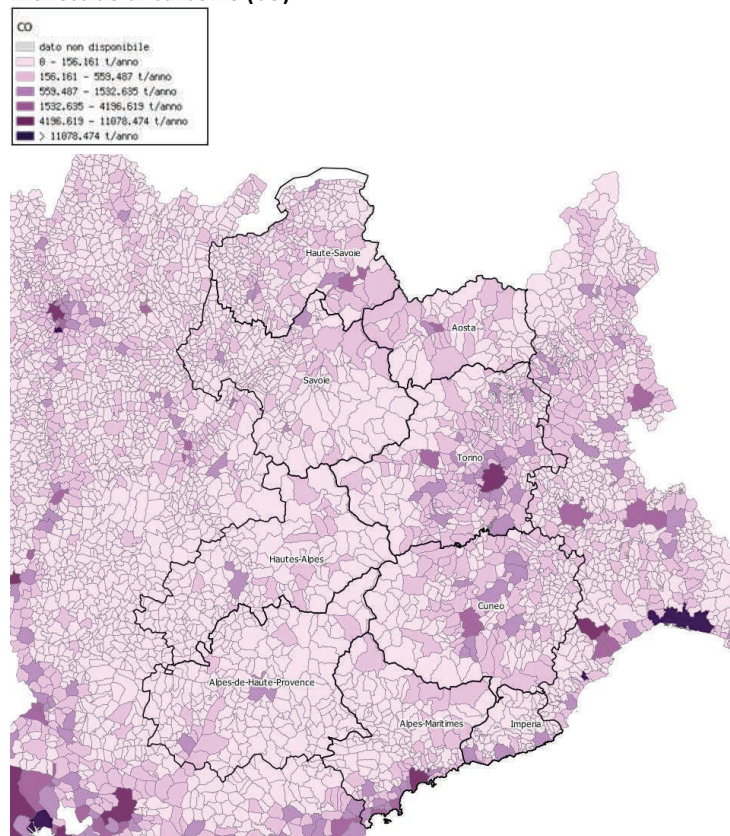 CO
dato non disponibile
0 - 156.161 t/anno
156.161 - 559.487 t/anno
559.487 - 1532.635 t/anno
1532.635 - 4196.619 t/anno
4196.619 - 11078.474 t/anno
> 11078.474 t/anno
Haute-Savoie
Aosta
Savoie
Torino
Hautes-Alpes
Cuneo
Alpes-de-Haute-Provence
Alpes-Maritimes
Imperia